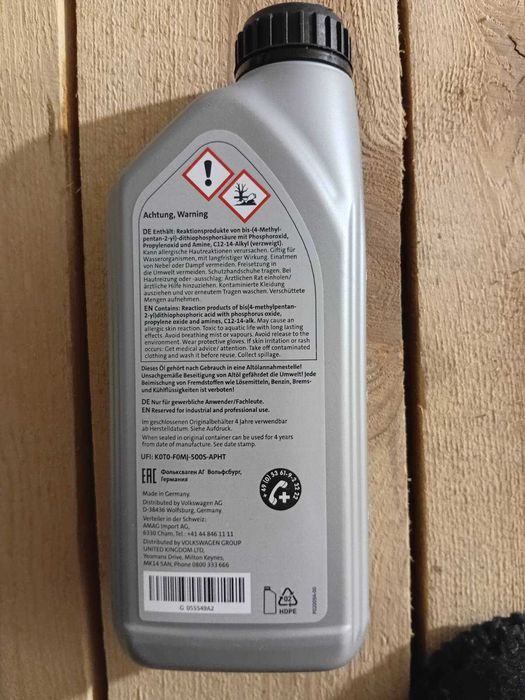 Achtung, Warning
DE Enthält: Reaktionsprodukte von bis-(4-Methyl-
pentan-2-yl)-dithiophosphorsäure mit Phosphoroxid,
Propylenoxid und Amine, C12-14-Alkyl (verzweigt).
Kann allergische Hautreaktionen verursachen. Giftig für
Wasserorganismen, mit langfristiger Wirkung. Einatmen
von Nebel oder Dampf vermeiden. Freisetzung in
die Umwelt vermeiden. Schutzhandschuhe tragen. Bei
Hautreizung oder -ausschlag: Ärztlichen Rat einholen/
ärztliche Hilfe hinzuziehen. Kontaminierte Kleidung
ausziehen und vor erneutem Tragen waschen. Verschüttete
Mengen aufnehmen.
EN Contains: Reaction products of bis(4-methylpentan-
2-yl)dithiophosphoric acid with phosphorus oxide,
propylene oxide and amines, C12-14-alk. May cause an
allergic skin reaction. Toxic to aquatic life with long lasting
effects. Avoid breathing mist or vapours. Avoid release to the
environment. Wear protective gloves. If skin irritation or rash
occurs: Get medical advice/ attention. Take off contaminated
clothing and wash it before reuse. Collect spillage.
Dieses Öl gehört nach Gebrauch in eine Altölannahmestelle!
Unsachgemäße Beseitigung von Altöl gefährdet die Umwelt! Jede
Beimischung von Fremdstoffen wie Lösemitteln, Benzin, Brems-
und Kühlflüssigkeiten ist verboten!
DE Nur für gewerbliche Anwender/Fachleute.
EN Reserved for industrial and professional use.
Im geschlossenen Originalbehälter 4 Jahre verwendbar
ab Herstelldatum. Siehe Aufdruck.
When sealed in original container can be used for 4 years
from date of manufacture. See date stamp.
UFI: K0T0-F0MJ-500S-APHT
EAC Фольксваген АГ Вольфсбург,
Германия
+49 (0) 53 61-9-2 32 22
Made in Germany.
Distributed by Volkswagen AG
D-38436 Wolfsburg, Germany.
Verteiler in der Schweiz:
AMAG Import AG,
6330 Cham, Tel.: +41 44 846 11 11
Distributed by VOLKSWAGEN GROUP
UNITED KINGDOM LTD,
Yeomans Drive, Milton Keynes,
MK14 5AN, Phone 0800 333 666
G 055549A2
02
HDPE